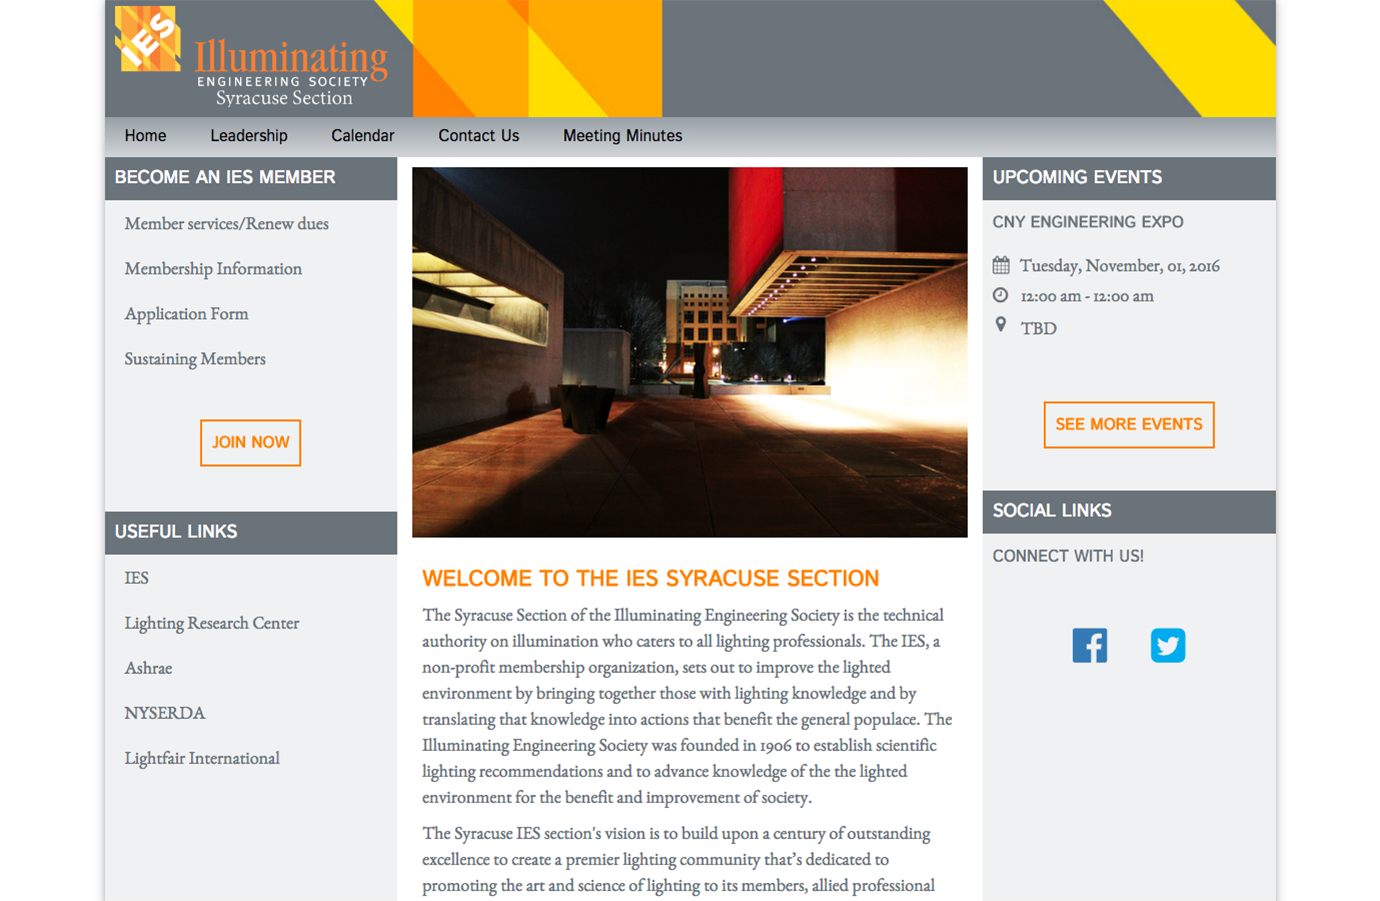 IES
Illuminating
ENGINEERING SOCIETY
Syracuse Section
Home Leadership Calendar Contact Us Meeting Minutes
BECOME AN IES MEMBER
Member services/Renew dues
Membership Information
Application Form
Sustaining Members
JOIN NOW
USEFUL LINKS
IES
Lighting Research Center
Ashrae
NYSERDA
Lightfair International
WELCOME TO THE IES SYRACUSE SECTION
The Syracuse Section of the Illuminating Engineering Society is the technical
authority on illumination who caters to all lighting professionals. The IES, a
non-profit membership organization, sets out to improve the lighted
environment by bringing together those with lighting knowledge and by
translating that knowledge into actions that benefit the general populace. The
Illuminating Engineering Society was founded in 1906 to establish scientific
lighting recommendations and to advance knowledge of the the lighted
environment for the benefit and improvement of society.
The Syracuse IES section's vision is to build upon a century of outstanding
excellence to create a premier lighting community that’s dedicated to
promoting the art and science of lighting to its members, allied professional
UPCOMING EVENTS
CNY ENGINEERING EXPO
Tuesday, November, 01, 2016
12:00 am - 12:00 am
TBD
SEE MORE EVENTS
SOCIAL LINKS
CONNECT WITH US!